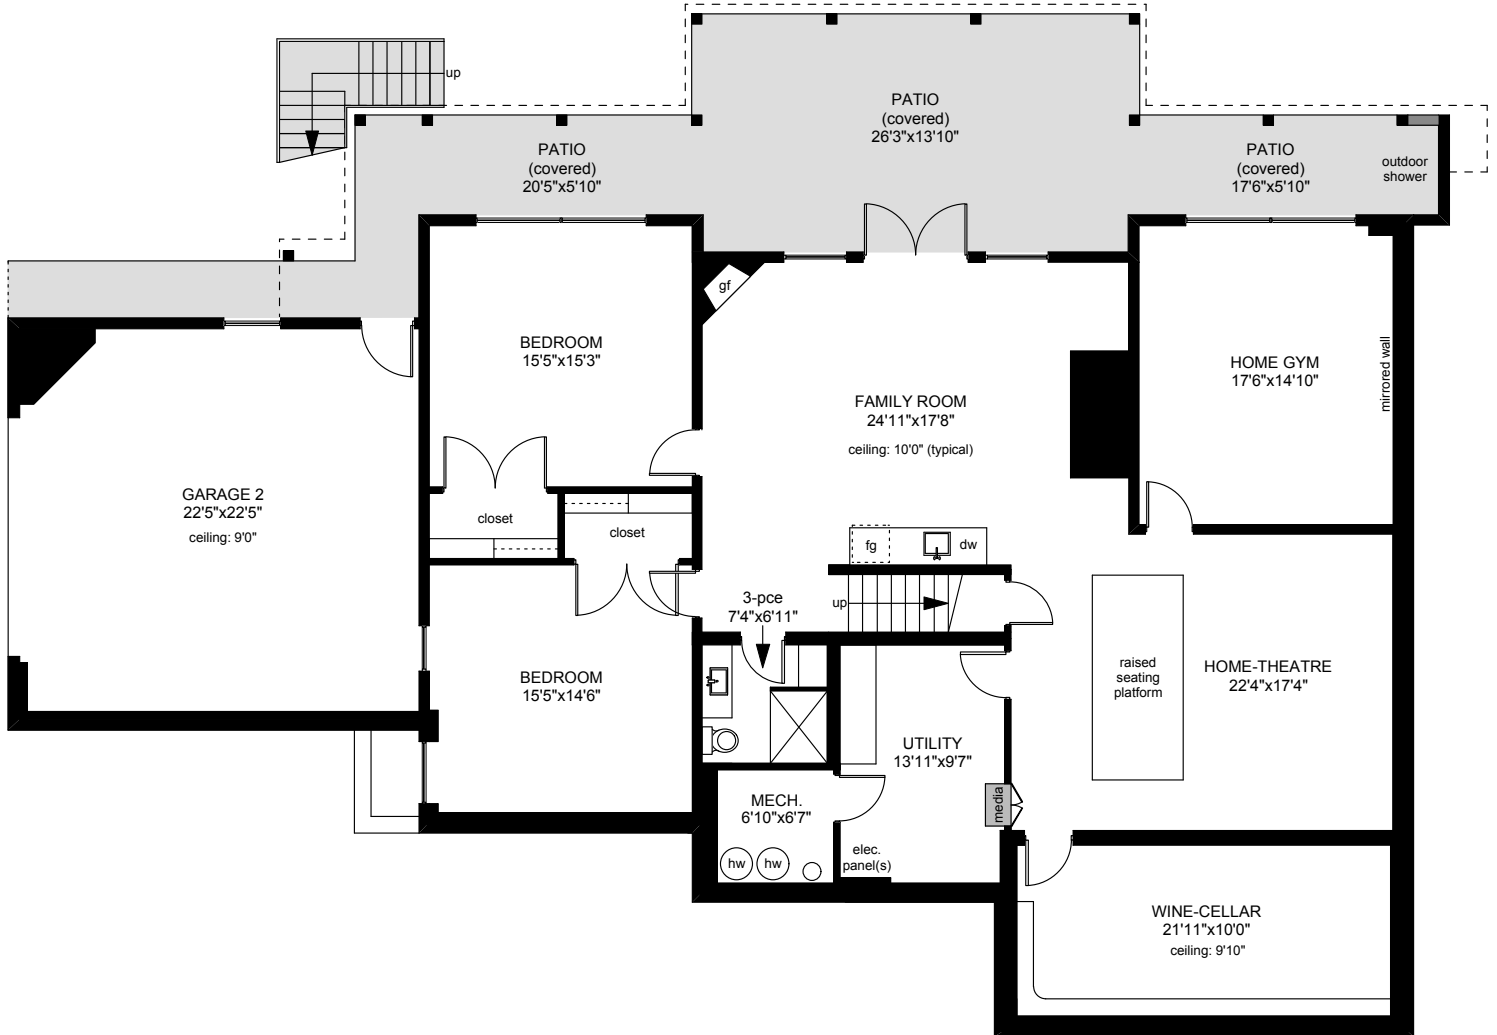 up
PATIO
(covered)
26'3"x13'10"
PATIO
(covered)
20'5"x5'10"
PATIO
(covered)
17'6"x5'10"
outdoor
shower
gf
BEDROOM
15'5"x15'3"
HOME GYM
17'6"x14'10"
mirrored wall
FAMILY ROOM
24'11"x17'8"
ceiling: 10'0" (typical)
GARAGE 2
22'5"x22'5"
ceiling: 9'0"
closet
closet
fg
dw
3-pce
7'4"x6'11"
up
BEDROOM
15'5"x14'6"
raised
seating
platform
HOME-THEATRE
22'4"x17'4"
UTILITY
13'11"x9'7"
MECH.
6'10"x6'7"
media
hw
hw
elec.
panel(s)
WINE-CELLAR
21'11"x10'0"
ceiling: 9'10"